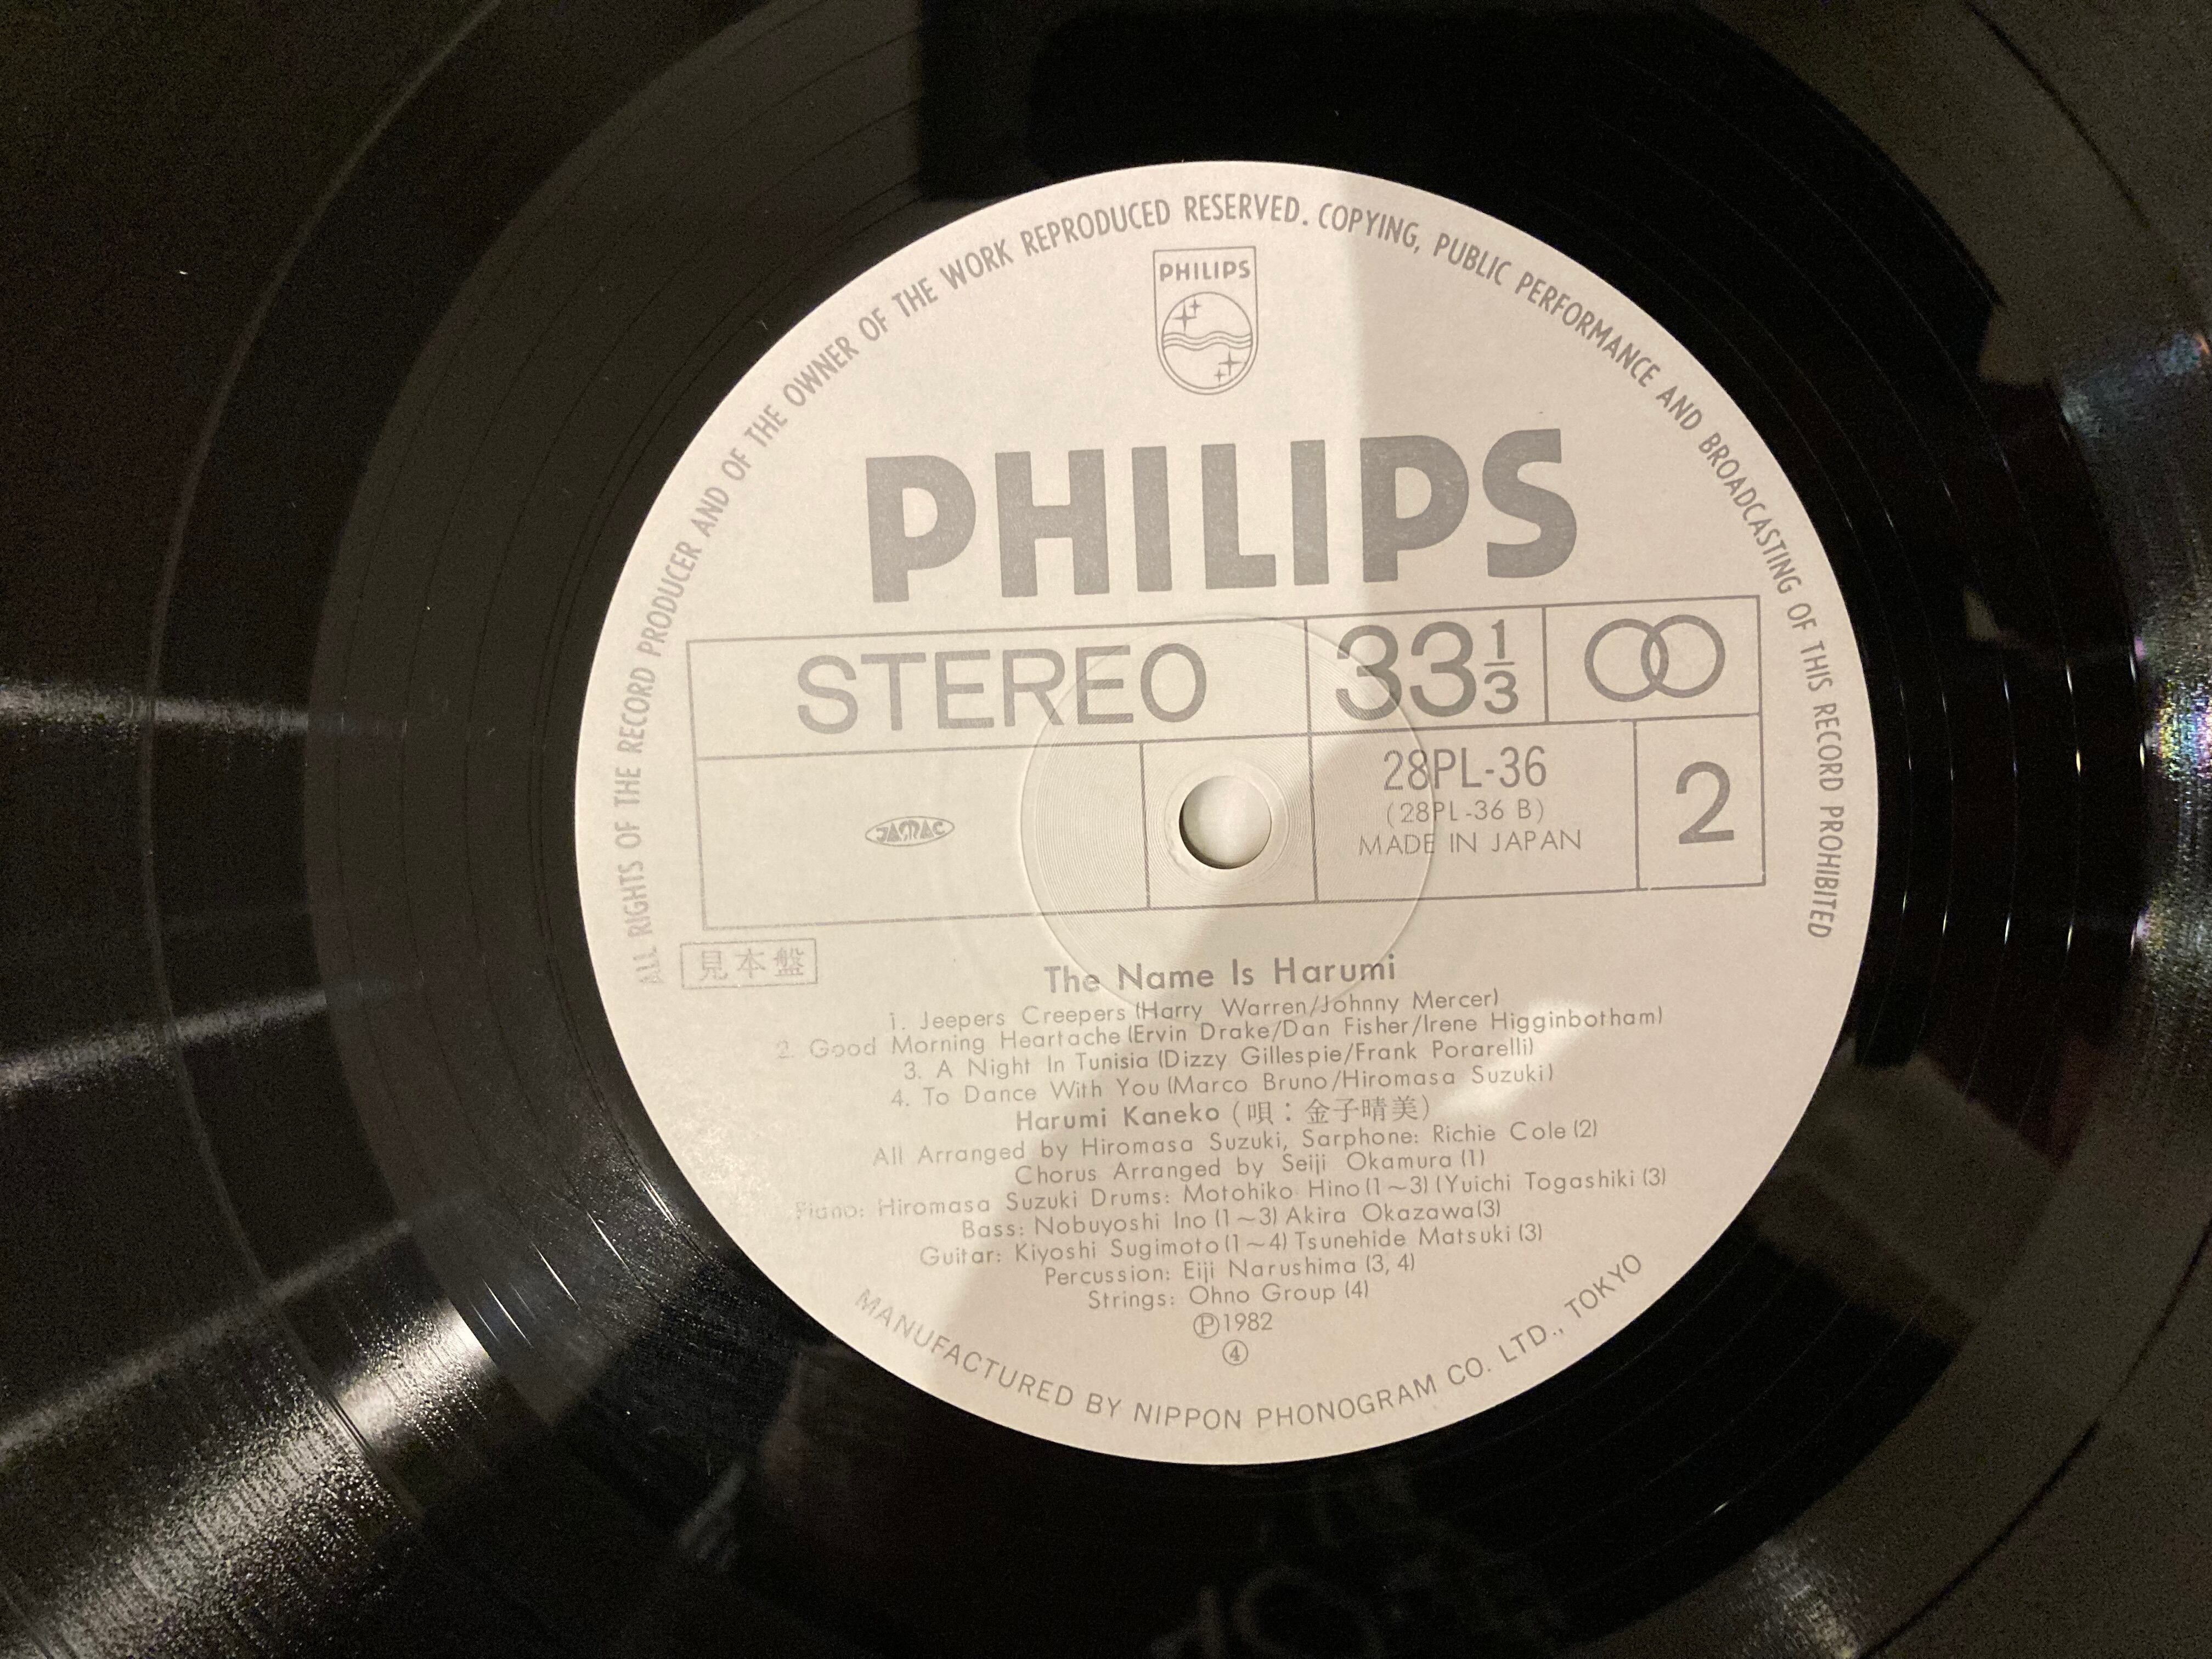 ALL RIGHTS OF THE RECORD PRODUCER AND OF THE OWNER OF THE WORK REPRODUCED RESERVED. COPYING, PUBLIC PERFORMANCE AND BROADCASTING OF THIS RECORD PROHIBITED
PHILIPS
PHILIPS
STEREO
33 1/3
28PL-36
(28PL-36 B)
MADE IN JAPAN
2
JASRAC
見本盤
The Name Is Harumi
1. Jeepers Creepers (Harry Warren/Johnny Mercer)
2. Good Morning Heartache (Ervin Drake/Dan Fisher/Irene Higginbotham)
3. A Night In Tunisia (Dizzy Gillespie/Frank Porarelli)
4. To Dance With You (Marco Bruno/Hiromasa Suzuki)
Harumi Kaneko (唄：金子晴美)
All Arranged by Hiromasa Suzuki, Sarphone: Richie Cole (2)
Chorus Arranged by Seiji Okamura (1)
Piano: Hiromasa Suzuki Drums: Motohiko Hino (1~3) (Yuichi Togashiki (3)
Bass: Nobuyoshi Ino (1~3) Akira Okazawa (3)
Guitar: Kiyoshi Sugimoto (1~4) Tsunehide Matsuki (3)
Percussion: Eiji Narushima (3, 4)
Strings: Ohno Group (4)
Ⓟ1982
④
MANUFACTURED BY NIPPON PHONOGRAM CO. LTD., TOKYO